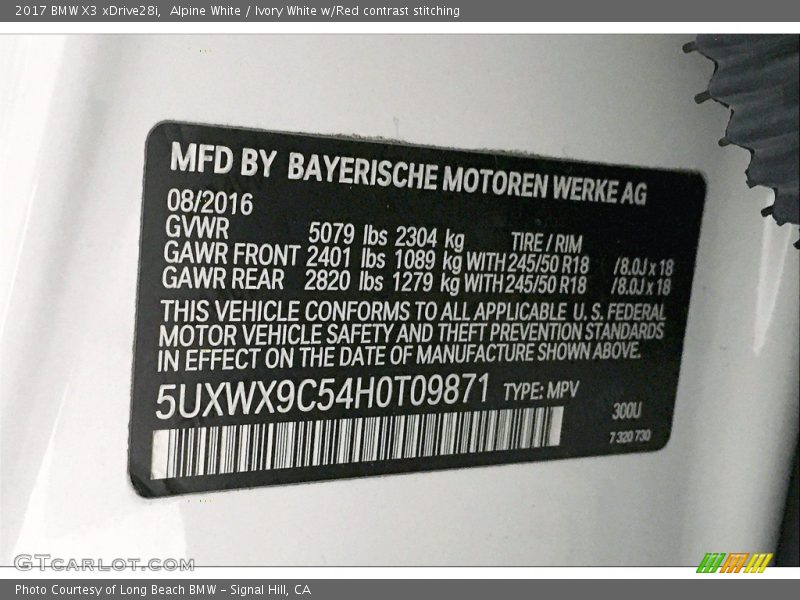 2017 BMW X3 xDrive28i,  Alpine White / Ivory White w/Red contrast stitching
MFD BY BAYERISCHE MOTOREN WERKE AG
08/2016
GVWR 5079 lbs 2304 kg TIRE / RIM
GAWR FRONT 2401 lbs 1089 kg WITH 245/50 R18 /8.0J x 18
GAWR REAR 2820 lbs 1279 kg WITH 245/50 R18 /8.0J x 18
THIS VEHICLE CONFORMS TO ALL APPLICABLE U. S. FEDERAL
MOTOR VEHICLE SAFETY AND THEFT PREVENTION STANDARDS
IN EFFECT ON THE DATE OF MANUFACTURE SHOWN ABOVE.
5UXWX9C54H0T09871 TYPE: MPV
300U
7 320 730
GTCARLOT.COM
Photo Courtesy of Long Beach BMW - Signal Hill, CA